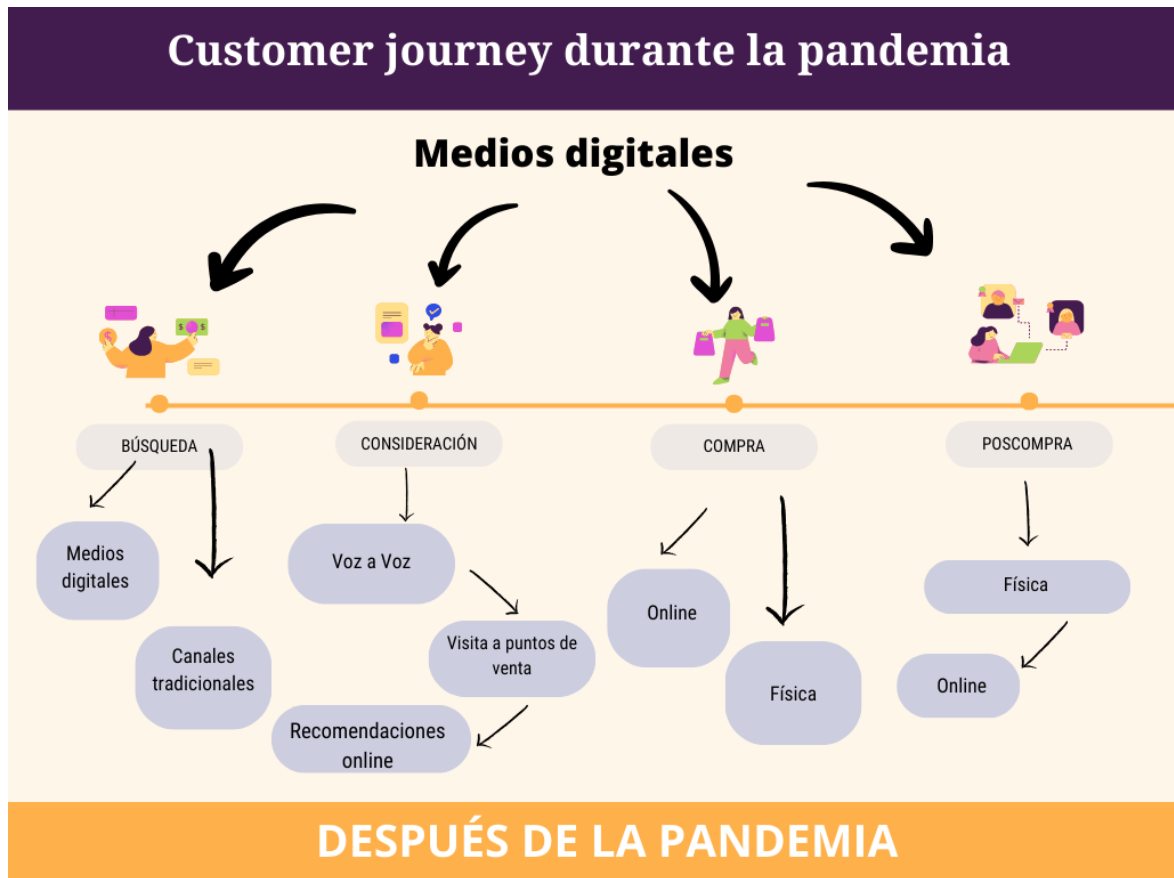 Customer journey durante la pandemia
Medios digitales
BÚSQUEDA
CONSIDERACIÓN
COMPRA
POSCOMPRA
Medios
digitales
Canales
tradicionales
Voz a Voz
Visita a puntos de
venta
Recomendaciones
online
Online
Física
Física
Online
DESPUÉS DE LA PANDEMIA